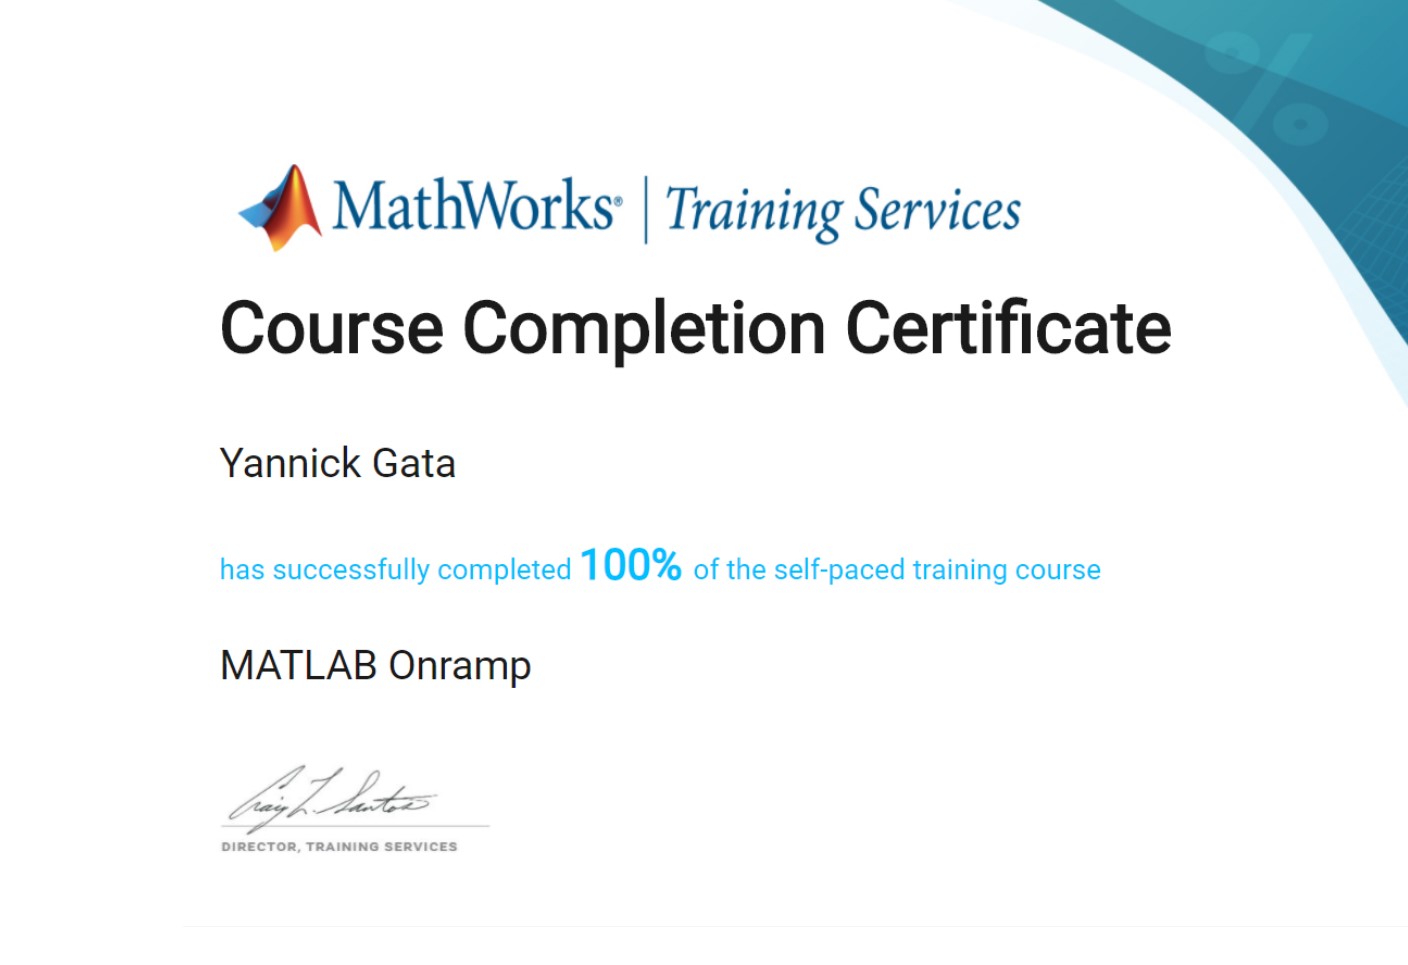 MathWorks® | Training Services
Course Completion Certificate
Yannick Gata
has successfully completed 100% of the self-paced training course
MATLAB Onramp
Craig L. Santos
DIRECTOR, TRAINING SERVICES
%